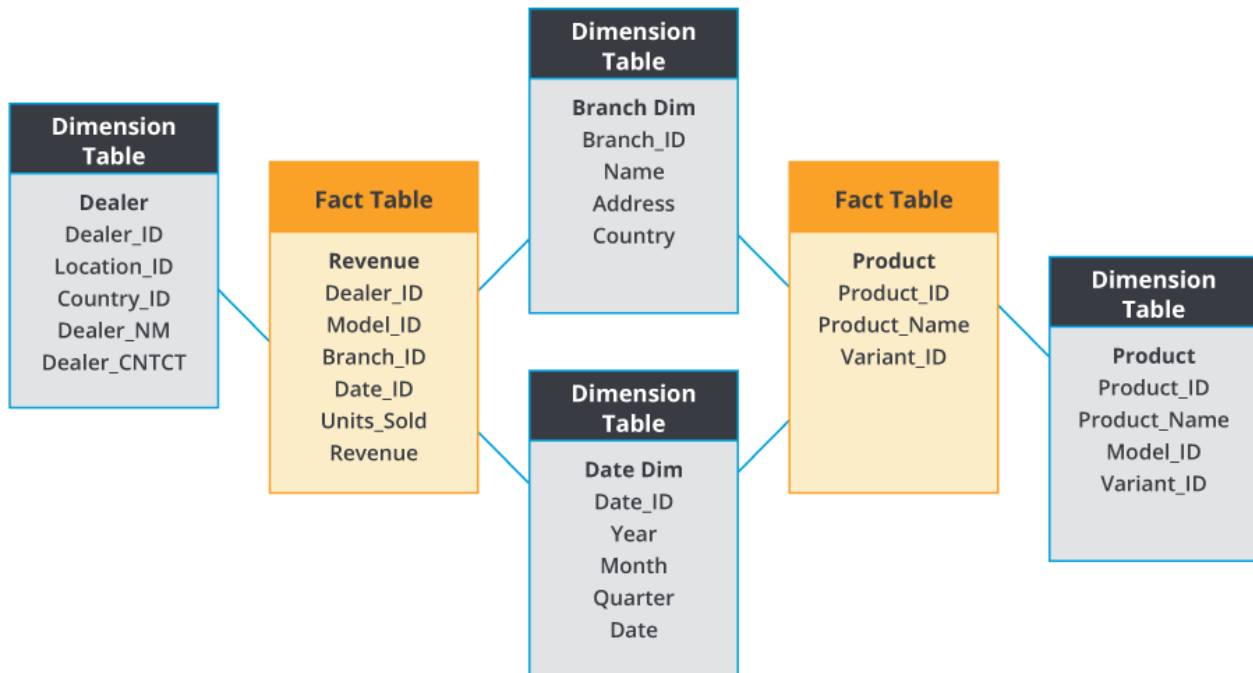 Dimension
Table
Dealer
Dealer_ID
Location_ID
Country_ID
Dealer_NM
Dealer_CNTCT
Fact Table
Revenue
Dealer_ID
Model_ID
Branch_ID
Date_ID
Units_Sold
Revenue
Dimension
Table
Branch Dim
Branch_ID
Name
Address
Country
Dimension
Table
Date Dim
Date_ID
Year
Month
Quarter
Date
Fact Table
Product
Product_ID
Product_Name
Variant_ID
Dimension
Table
Product
Product_ID
Product_Name
Model_ID
Variant_ID